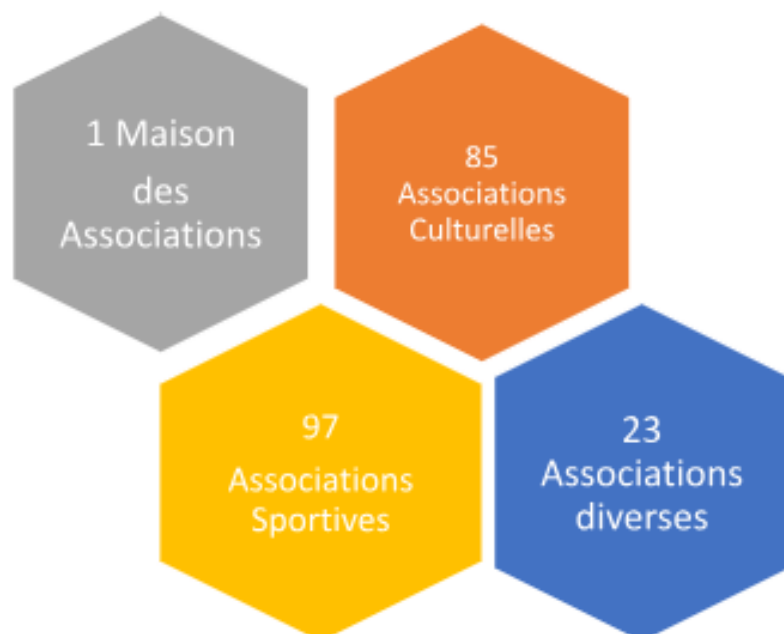 1 Maison
des
Associations
85
Associations
Culturelles
97
Associations
Sportives
23
Associations
diverses